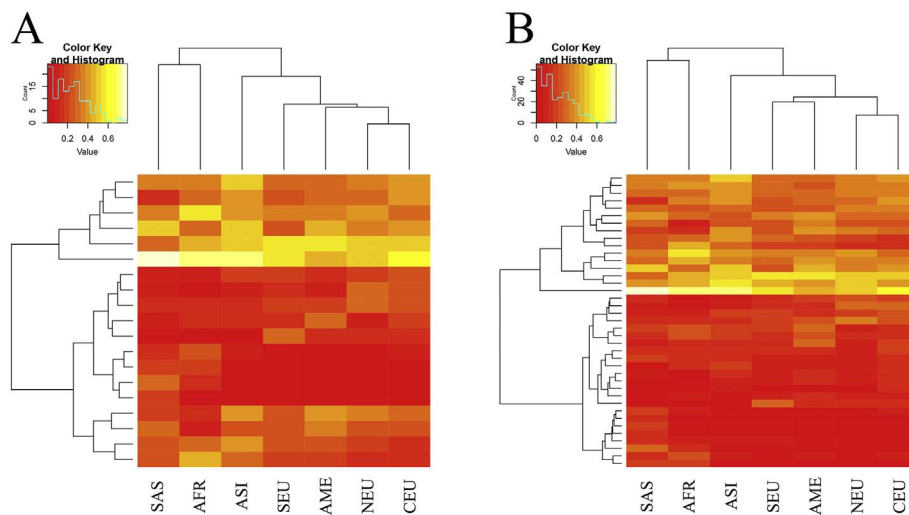 A
Color Key
and Histogram
Count
0 5 15
0.2 0.4 0.6
Value
SAS AFR ASI SEU AME NEU CEU
B
Color Key
and Histogram
Count
0 20 40
0 0.2 0.4 0.6
Value
SAS AFR ASI SEU AME NEU CEU